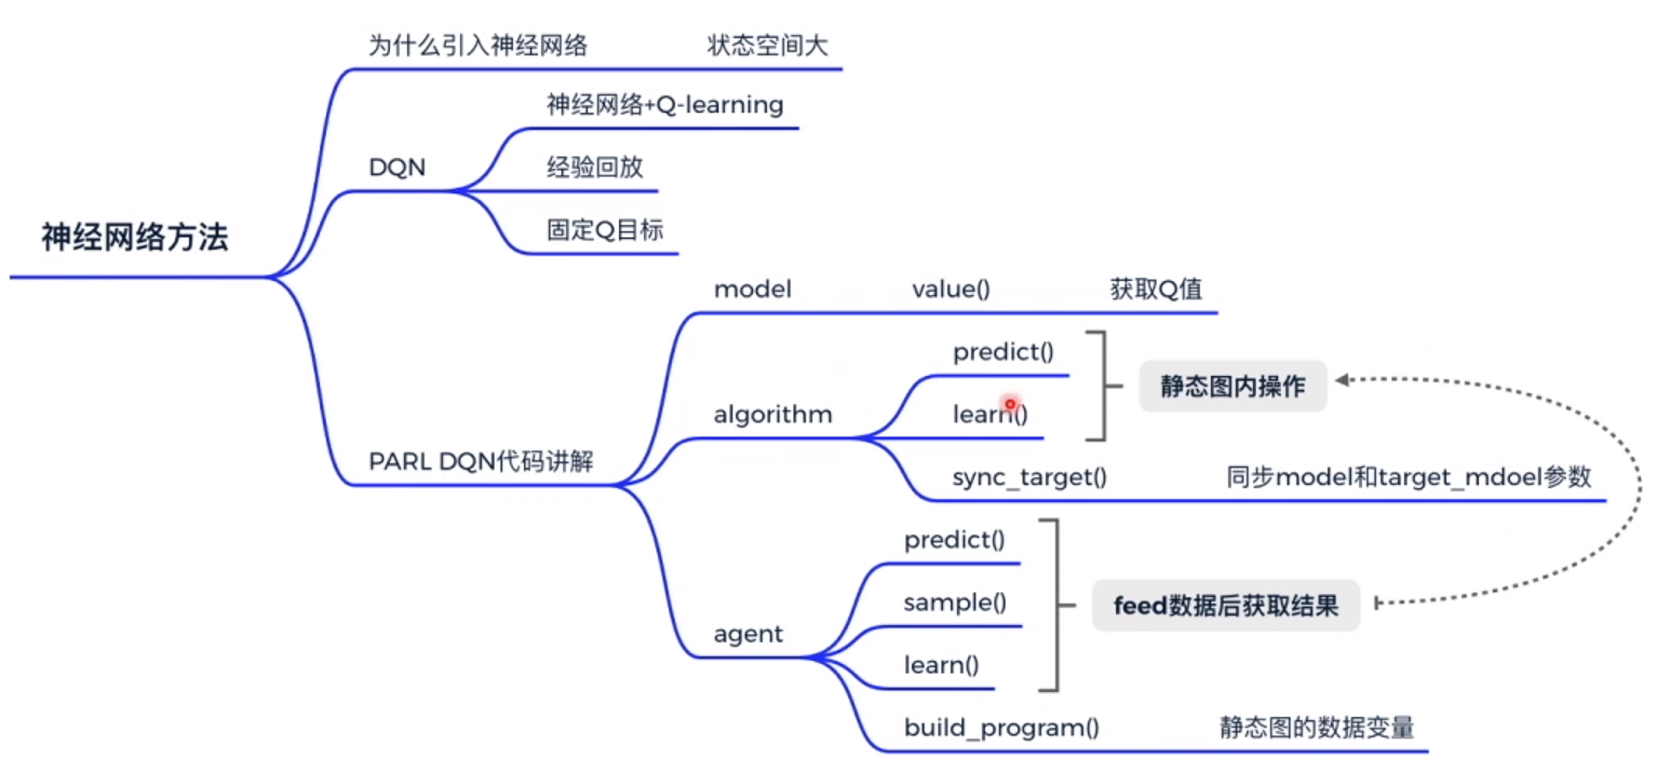 为什么引入神经网络 状态空间大
神经网络+Q-learning
DQN
经验回放
固定Q目标
神经网络方法
model value() 获取Q值
predict()
静态图内操作
algorithm learn()
PARL DQN代码讲解
sync_target() 同步model和target_mdoel参数
predict()
sample()
feed数据后获取结果
agent
learn()
build_program() 静态图的数据变量